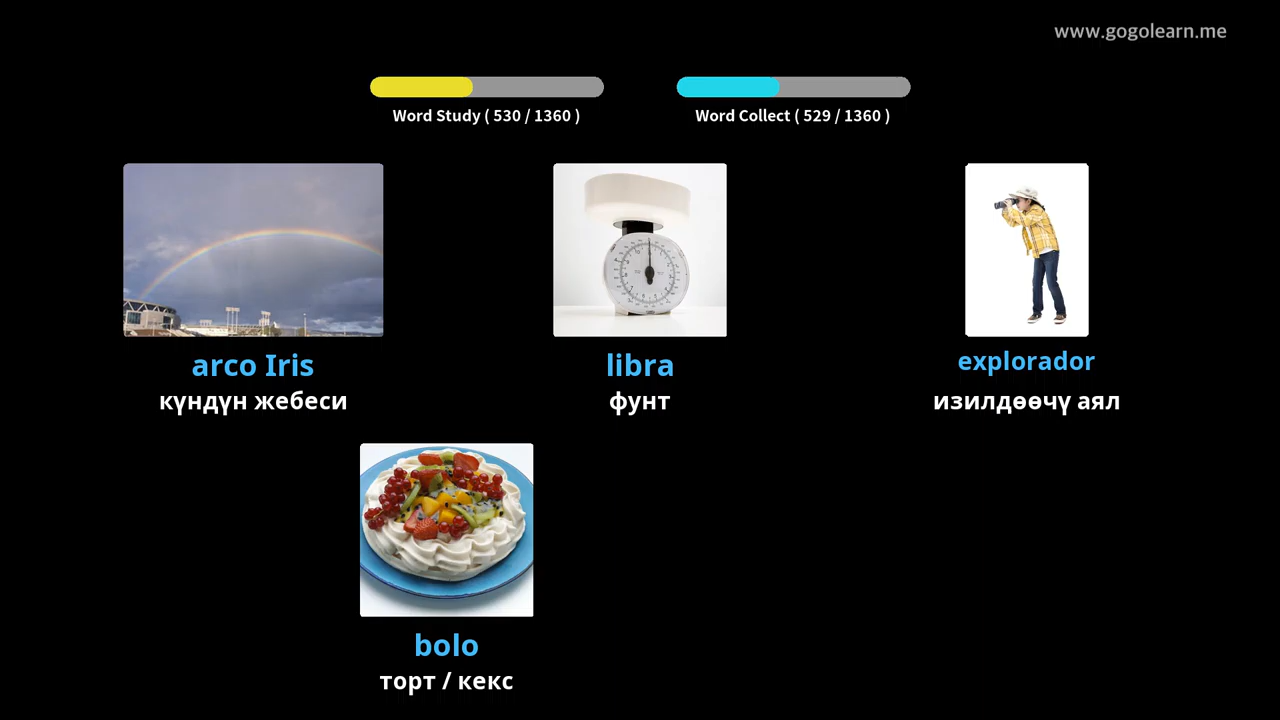 www.gogolearn.me
Word Study ( 530 / 1360 )
Word Collect ( 529 / 1360 )
arco Iris
күндүн жебеси
libra
фунт
explorador
изилдөөчү аял
bolo
торт / кекс